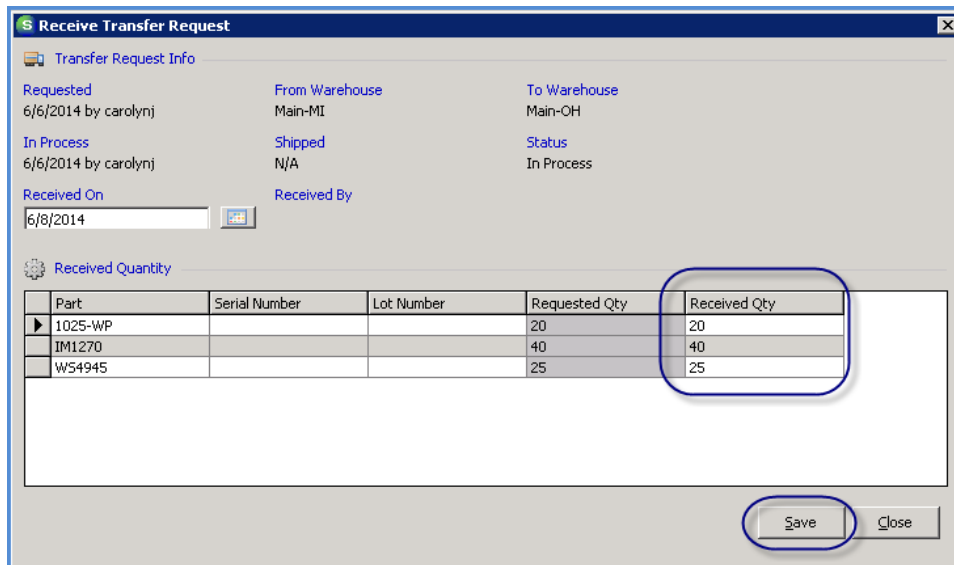 S Receive Transfer Request
Transfer Request Info
Requested From Warehouse To Warehouse
6/6/2014 by carolynj Main-MI Main-OH
In Process Shipped Status
6/6/2014 by carolynj N/A In Process
Received On Received By
6/8/2014
Received Quantity
Part Serial Number Lot Number Requested Qty Received Qty
1025-WP 20 20
IM1270 40 40
WS4945 25 25
Save Close